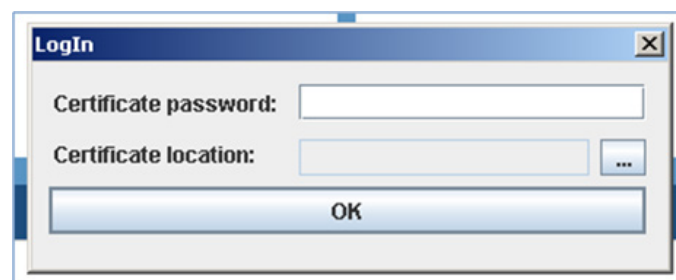 LogIn
Certificate password:
Certificate location:
...
OK